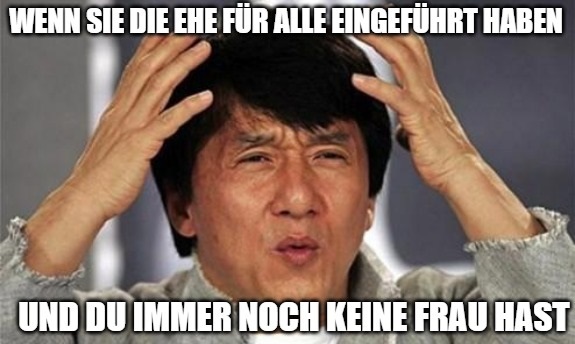 WENN SIE DIE EHE FÜR ALLE EINGEFÜHRT HABEN
UND DU IMMER NOCH KEINE FRAU HAST